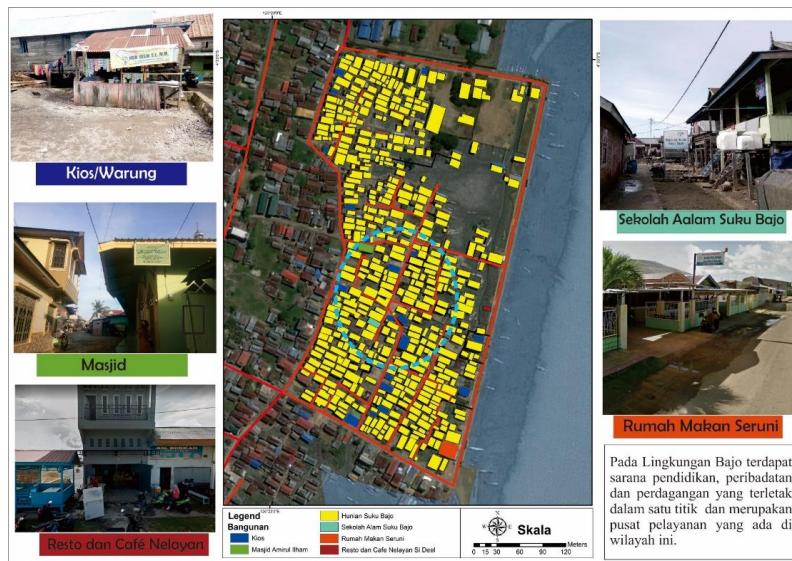 Kios/Warung
Masjid
Resto dan Café Nelayan
Sekolah Aalam Suku Bajo
Rumah Makan Seruni
Pada Lingkungan Bajo terdapat
sarana pendidikan, peribadatan
dan perdagangan yang terletak
dalam satu titik dan merupakan
pusat pelayanan yang ada di
wilayah ini.
Legend
Bangunan
Kios
Masjid Amirul Ilham
Hunian Suku Bajo
Sekolah Alam Suku Bajo
Rumah Makan Seruni
Resto dan Cafe Nelayan Si Deal
N
W E
S
Skala
Meters
0 15 30 60 90 120